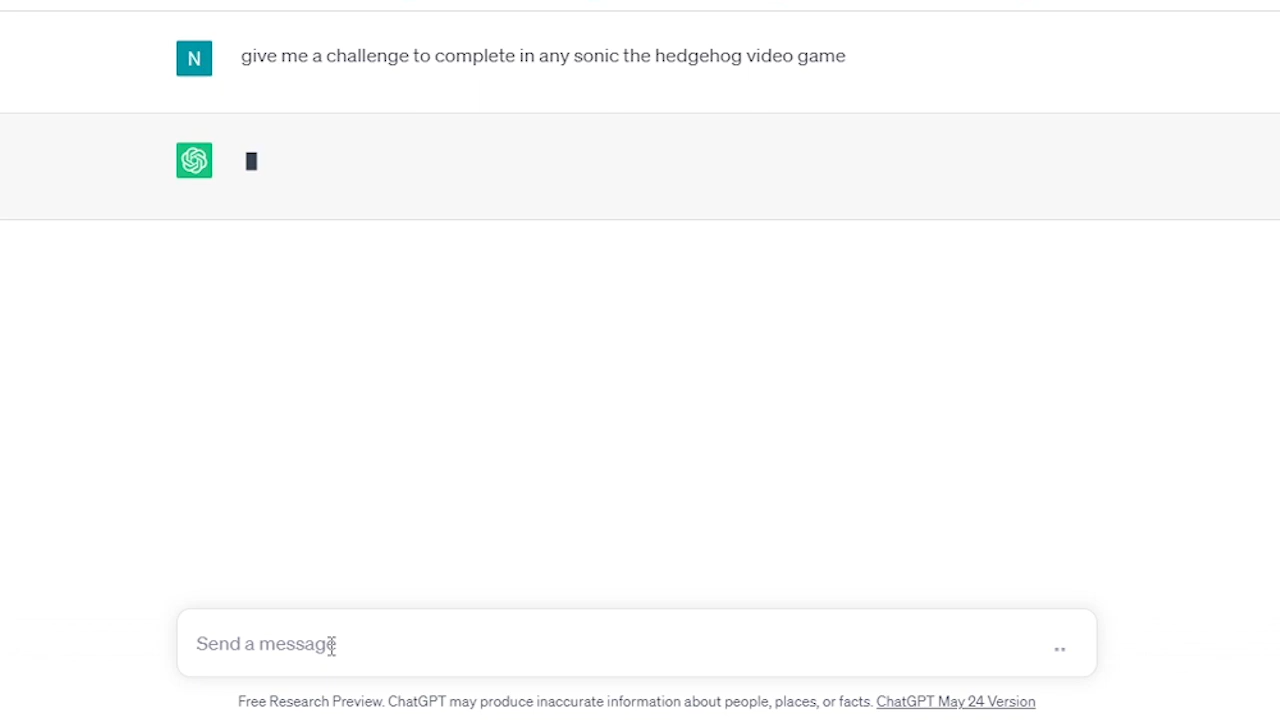 N
give me a challenge to complete in any sonic the hedgehog video game
Send a message
Free Research Preview. ChatGPT may produce inaccurate information about people, places, or facts. ChatGPT May 24 Version